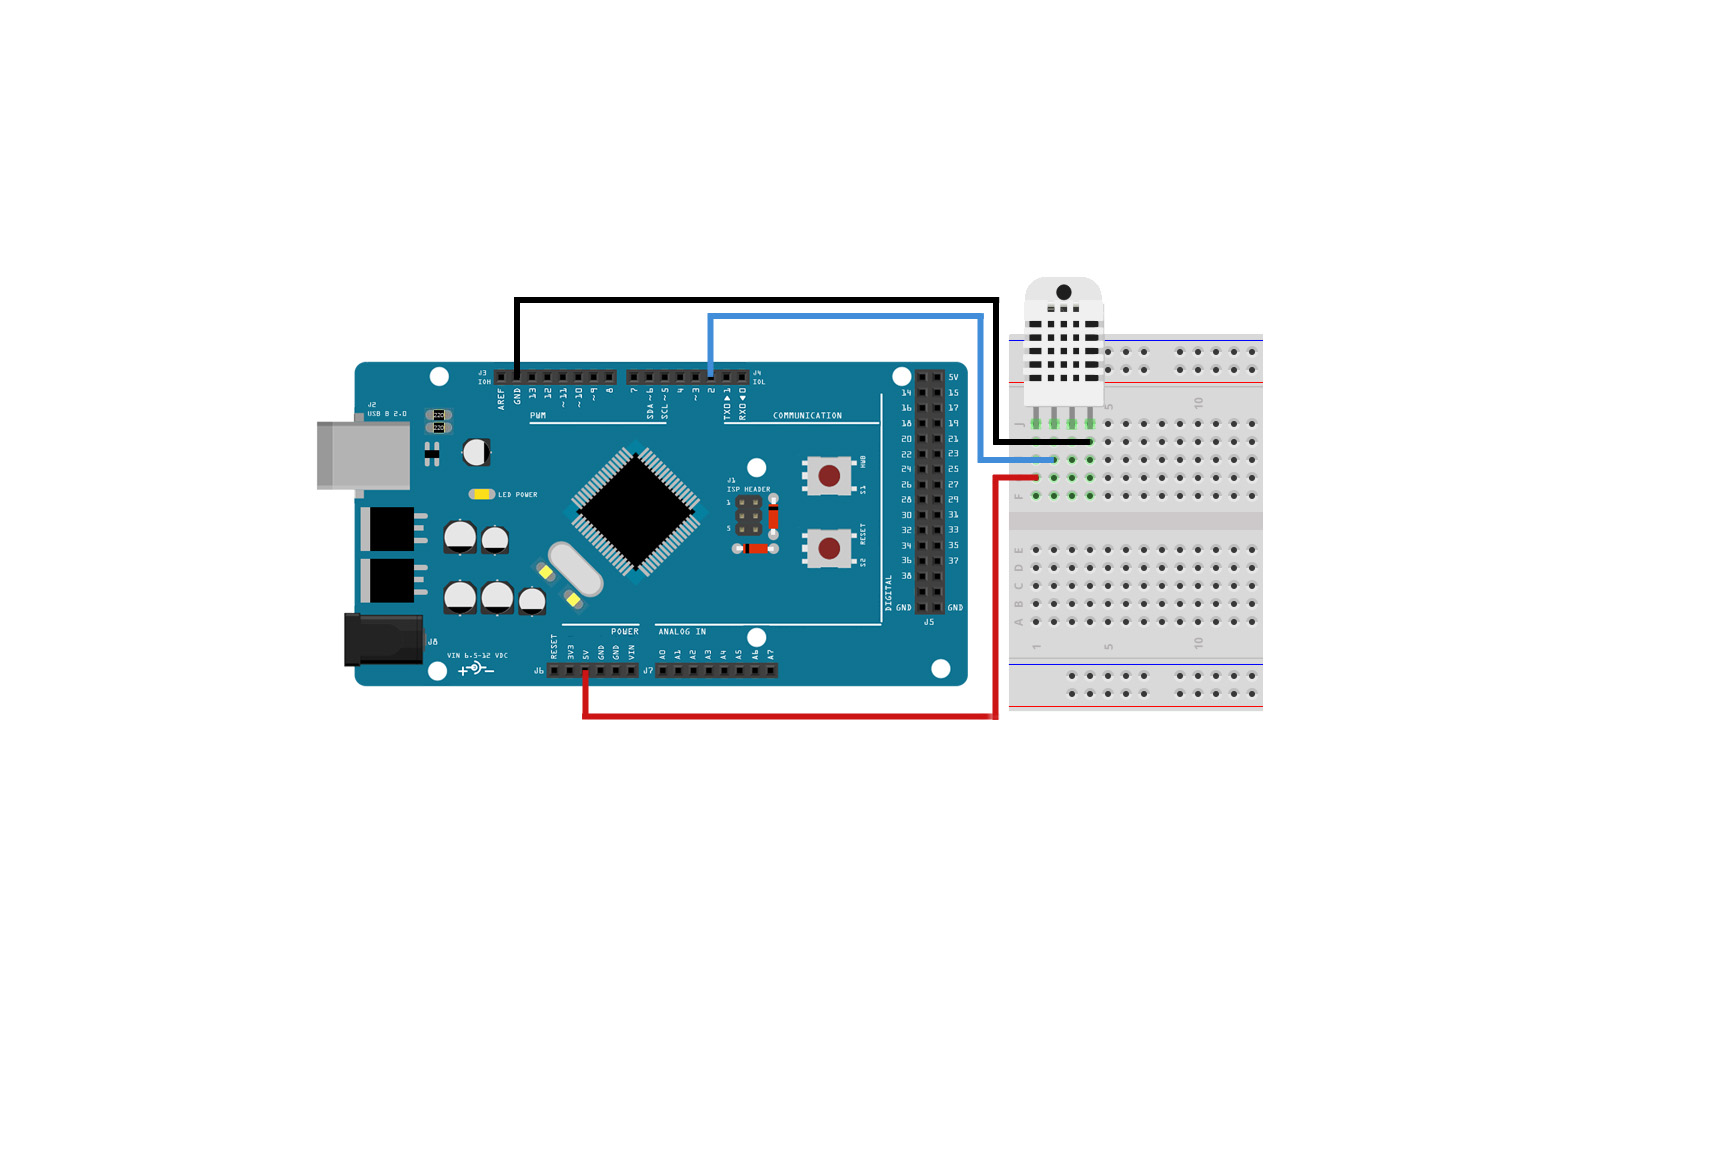 J3
IOH
AREF
GND
13
12
~11
~10
~9
8
7
SDA ~6
SCL ~5
4
~3
2
TXD ▶ 1
RXD ◀ 0
J4
IOL
PWM
COMMUNICATION
J2
USB B 2.0
220
220
LED POWER
J1
ISP HEADER
1
5
HWD
S1
RESET
S2
5V
14 15
16 17
18 19
20 21
22 23
24 25
26 27
28 29
30 31
32 33
34 35
36 37
38
GND GND
J5
DIGITAL
POWER
ANALOG IN
J8
VIN 6.5-12 VDC
+ -
J6
RESET
3V3
5V
GND
GND
VIN
J7
A0
A1
A2
A3
A4
A5
A6
A7
5 10
J
F
E
D
C
B
A
1 5 10